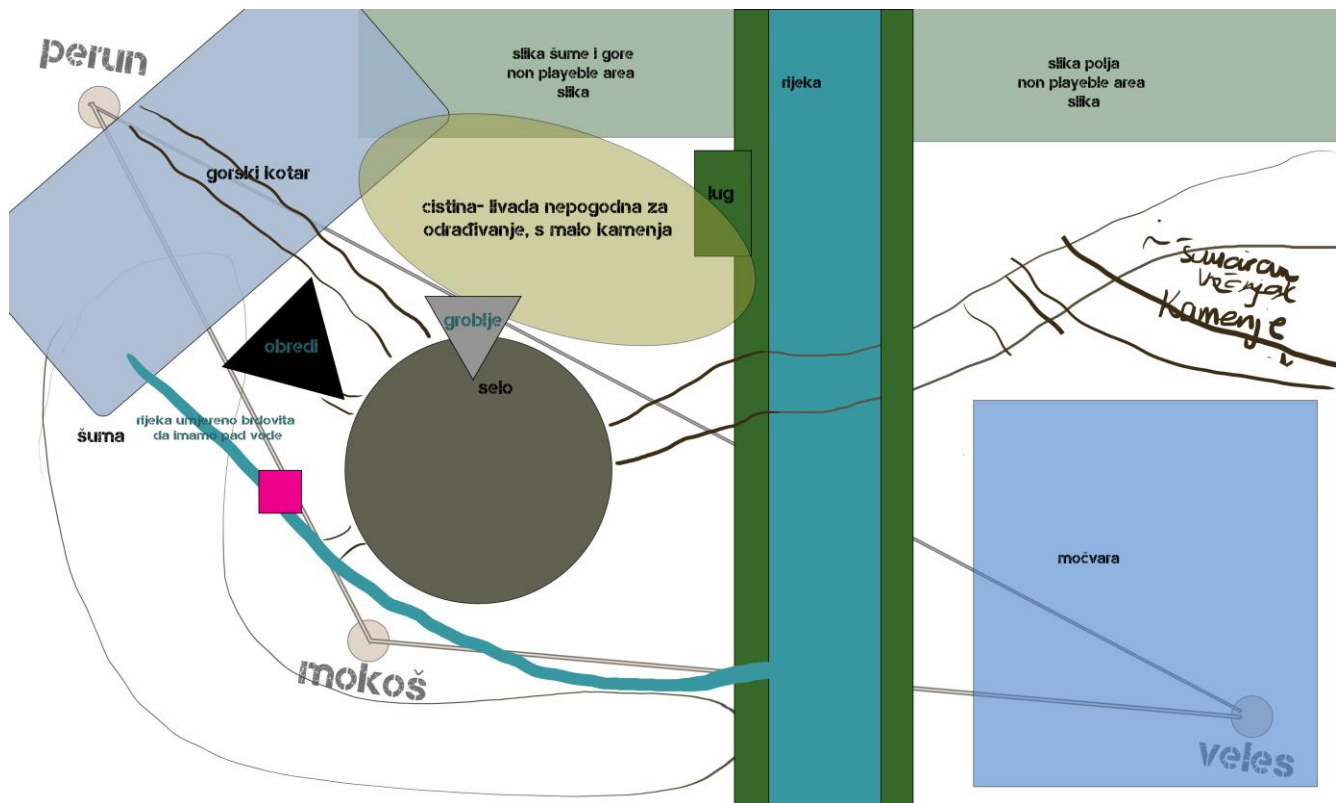 perun
slika šume i gore
non playeble area
slika
rijeka
slika polja
non playeble area
slika
gorski kotar
lug
cistina- livada nepogodna za
odrađivanje, s malo kamenja
Kamenje
groblje
obredi
selo
rijeka umjereno brdovita
da imamo pad vode
šuma
močvara
mokoš
veles